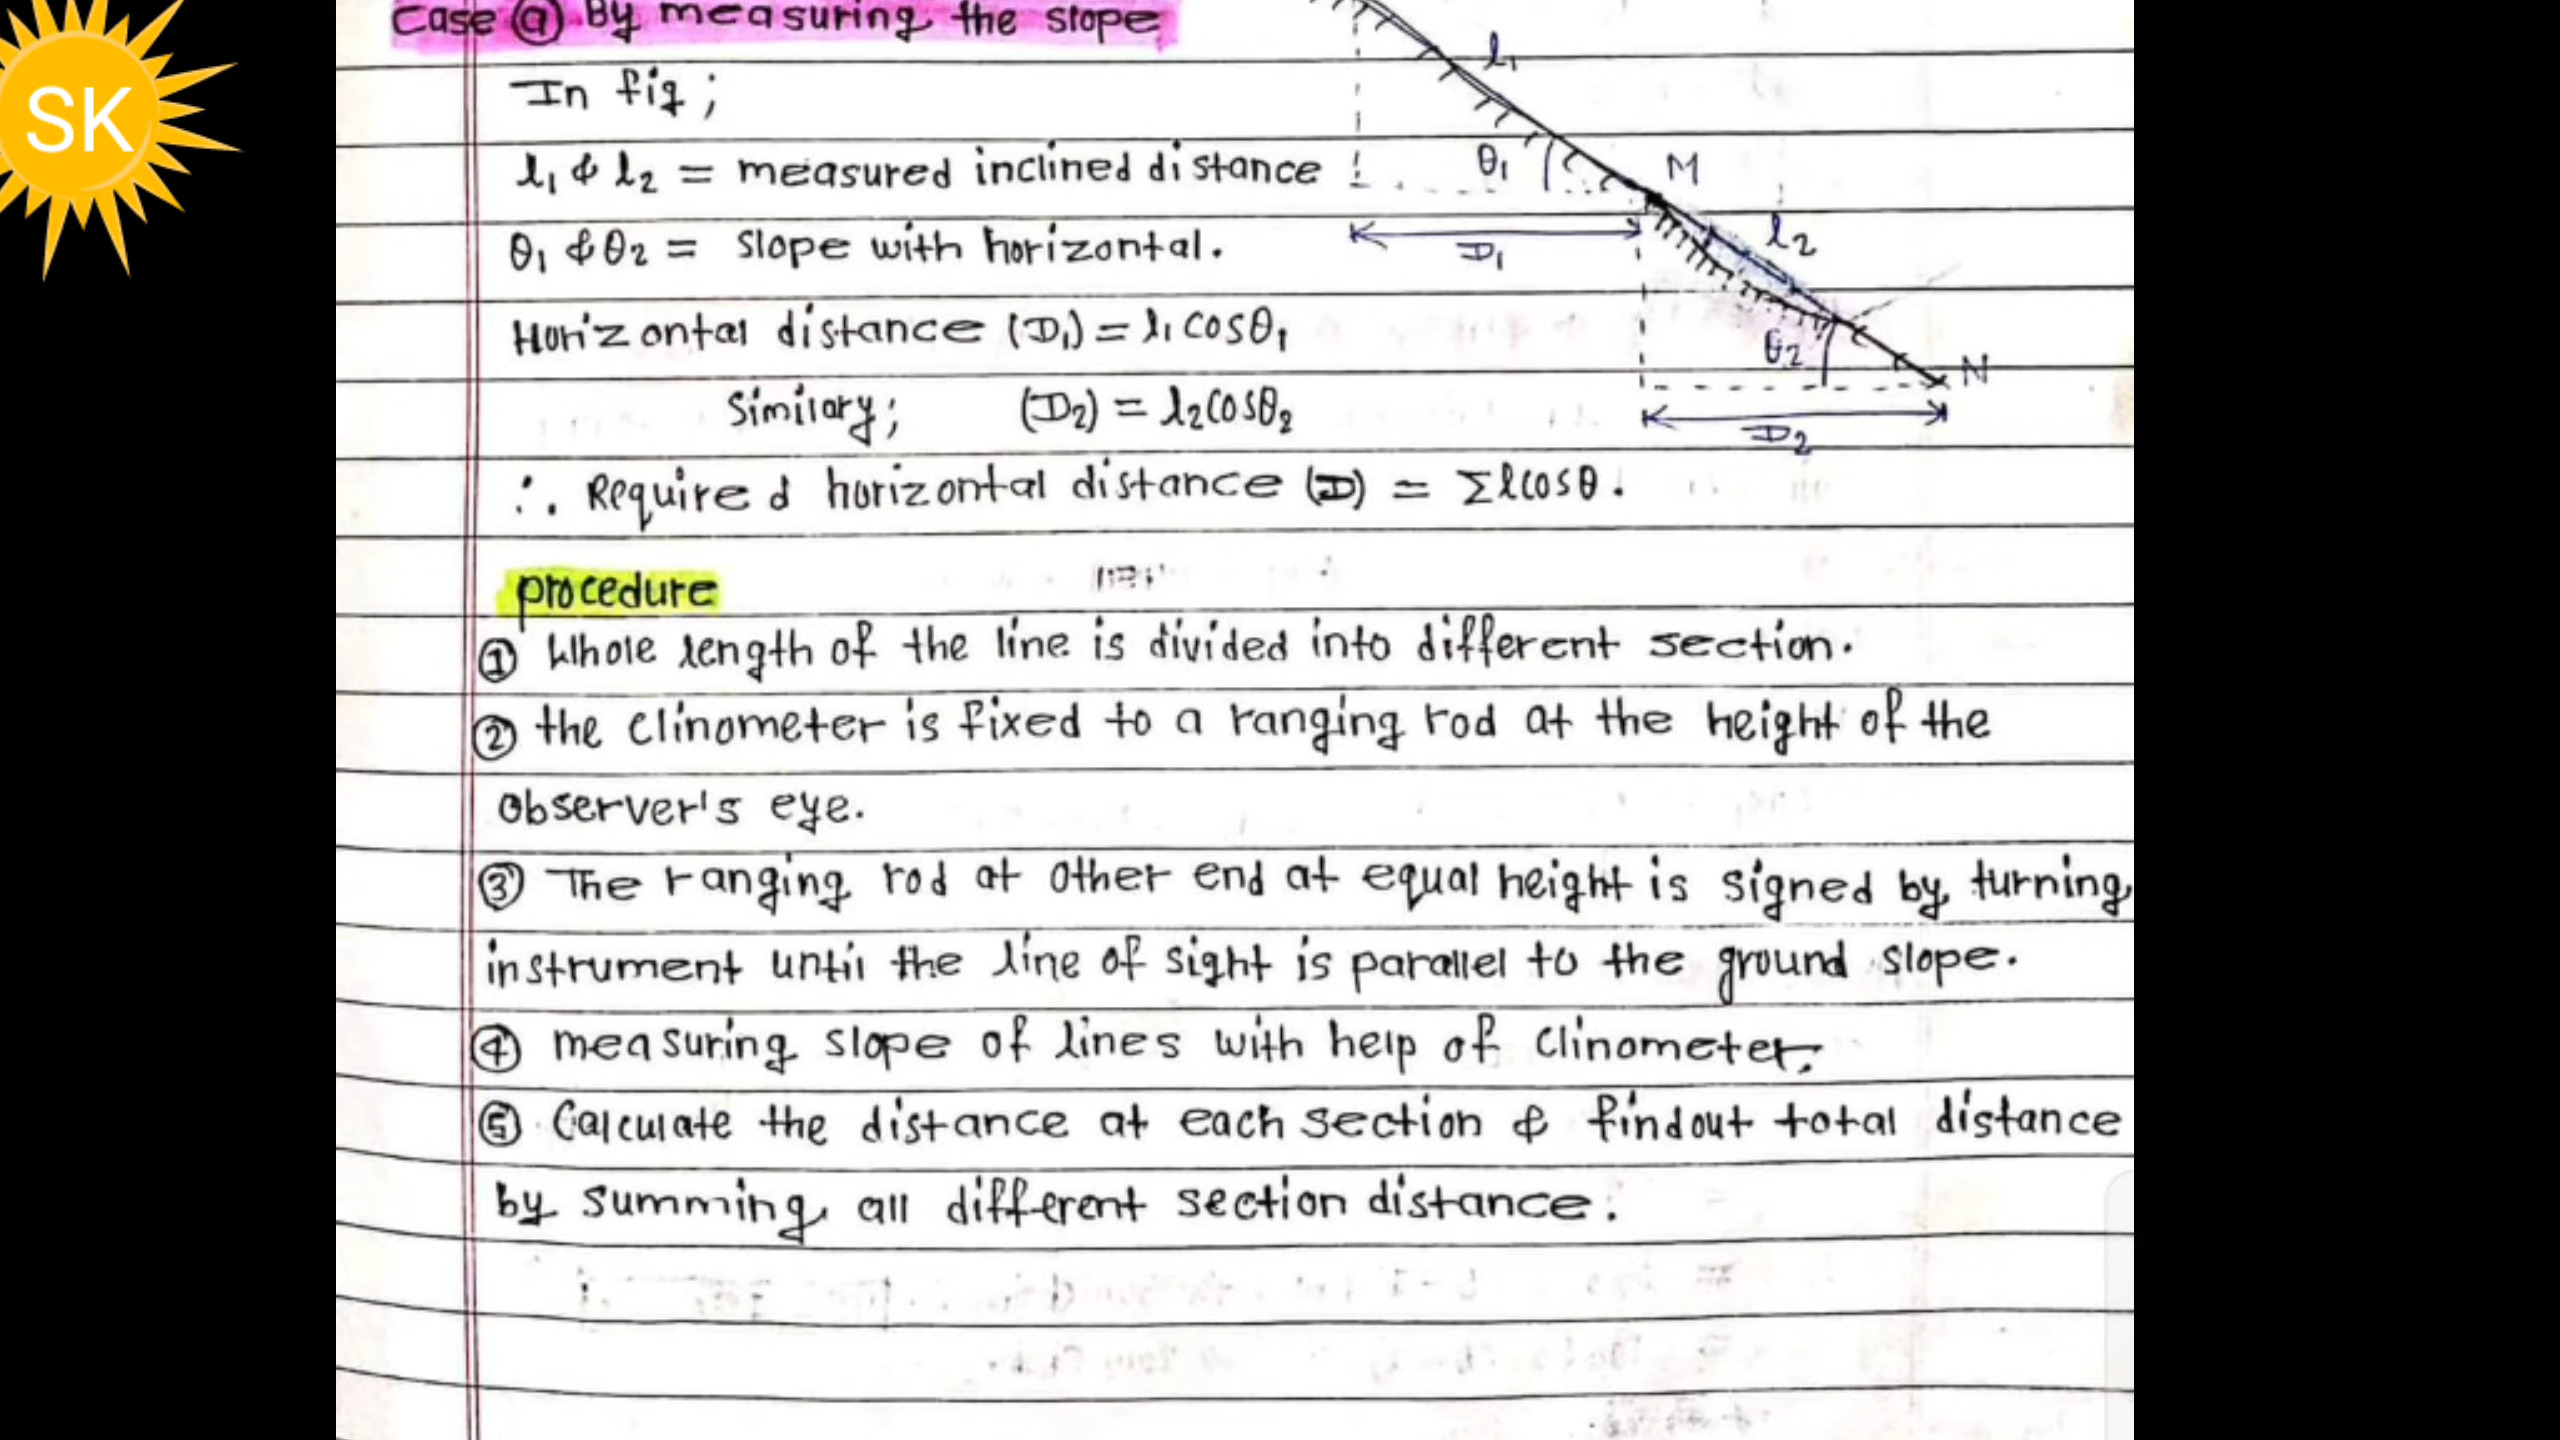 SK
Case ⓐ By measuring the slope
In fig;
l₁ & l₂ = measured inclined distance
θ₁ & θ₂ = slope with horizontal.
Horizontal distance (D₁) = l₁ cosθ₁
Similary; (D₂) = l₂cosθ₂
∴ Required horizontal distance (D) = Σlcosθ.
l₁
θ₁
M
D₁
l₂
θ₂
N
D₂
procedure
① Whole length of the line is divided into different section.
② the clinometer is fixed to a ranging rod at the height of the
observer's eye.
③ The ranging rod at other end at equal height is signed by turning
instrument until the line of sight is parallel to the ground slope.
④ measuring slope of lines with help of clinometer.
⑤ Calculate the distance at each section & findout total distance
by summing all different section distance.